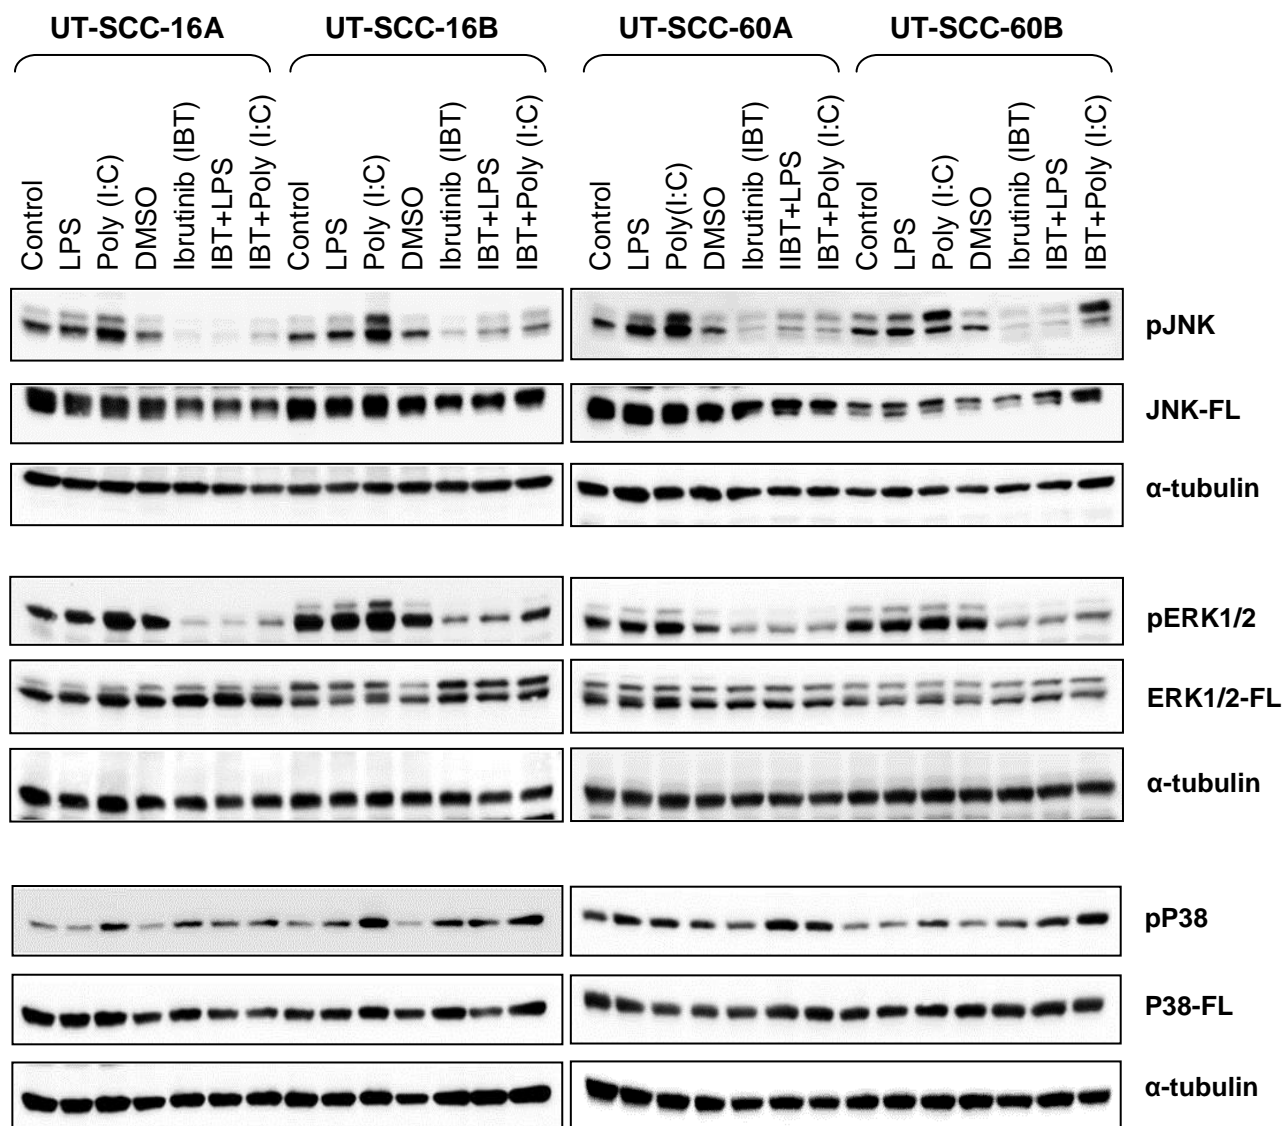 UT-SCC-16A UT-SCC-16B UT-SCC-60A UT-SCC-60B
Control
LPS
Poly (I:C)
DMSO
Ibrutinib (IBT)
IBT+LPS
IBT+Poly (I:C)
Control
LPS
Poly (I:C)
DMSO
Ibrutinib (IBT)
IBT+LPS
IBT+Poly (I:C)
Control
LPS
Poly(I:C)
DMSO
Ibrutinib (IBT)
IIBT+LPS
IBT+Poly (I:C)
Control
LPS
Poly (I:C)
DMSO
Ibrutinib (IBT)
IBT+LPS
IBT+Poly (I:C)
pJNK
JNK-FL
α-tubulin
pERK1/2
ERK1/2-FL
α-tubulin
pP38
P38-FL
α-tubulin